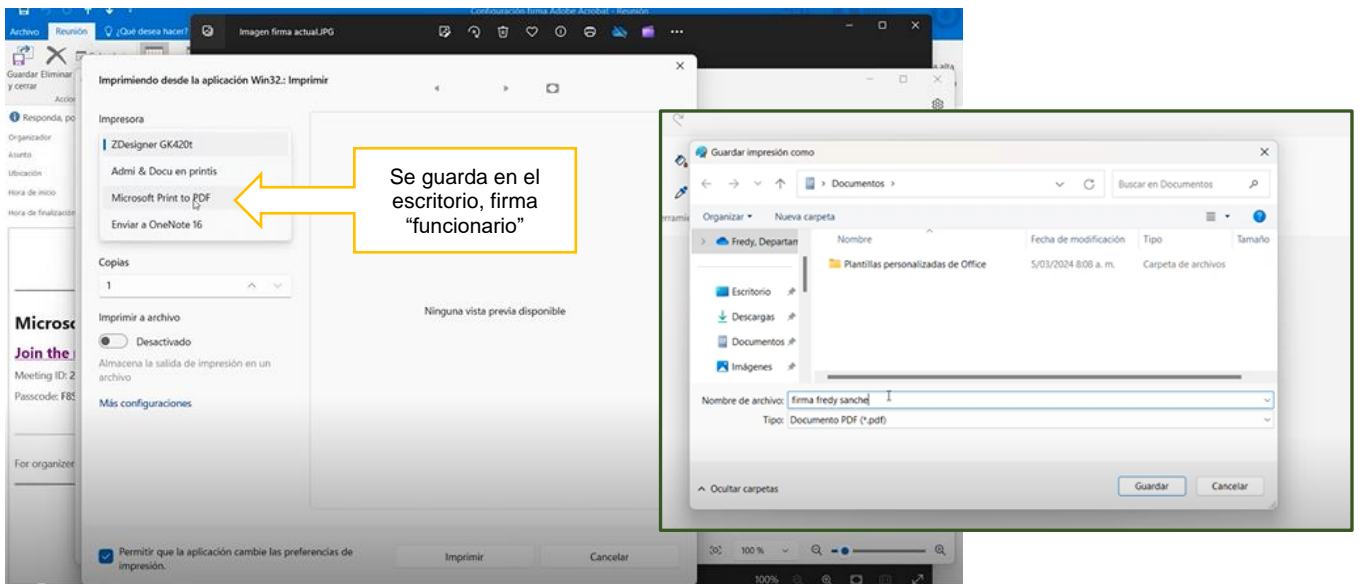 Configuración firma Adobe Acrobat - Reunión
Archivo Reunión ¿Qué desea hacer?
Imagen firma actual.JPG
Guardar Eliminar
y cerrar
Responda, po
Organizador
Asunto
Ubicación
Hora de inicio
Hora de finalización
Microso
Join the
Meeting ID: 2
Passcode: F8S
For organizer
Imprimiendo desde la aplicación Win32.: Imprimir
Impresora
ZDesigner GK420t
Admi & Docu en printis
Microsoft Print to PDF
Enviar a OneNote 16
Copias
1
Imprimir a archivo
Desactivado
Almacena la salida de impresión en un
archivo
Más configuraciones
Ninguna vista previa disponible
Permitir que la aplicación cambie las preferencias de
impresión.
Imprimir Cancelar
Se guarda en el
escritorio, firma
“funcionario”
Guardar impresión como
Documentos
Buscar en Documentos
Organizar Nueva carpeta
Nombre Fecha de modificación Tipo Tamaño
Fredy, Departan
Plantillas personalizadas de Office 5/03/2024 8:08 a. m. Carpeta de archivos
Escritorio
Descargas
Documentos
Imágenes
Nombre de archivo: firma fredy sanche
Tipo: Documento PDF (*.pdf)
Ocultar carpetas
Guardar Cancelar
100 %
100%